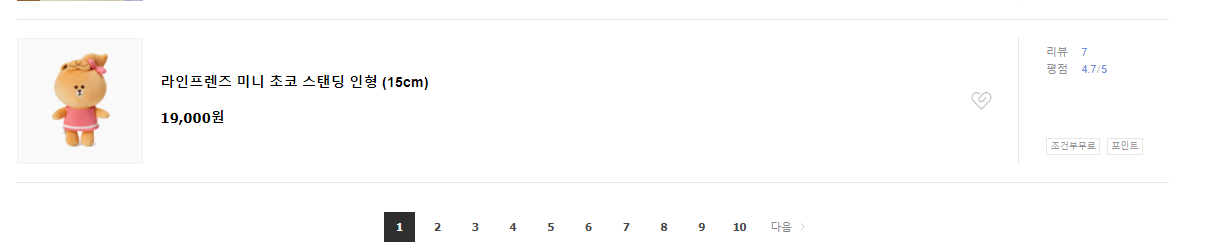 라인프렌즈 미니 초코 스탠딩 인형 (15cm)
19,000원
리뷰 7
평점 4.7/5
조건부무료 포인트
1 2 3 4 5 6 7 8 9 10 다음